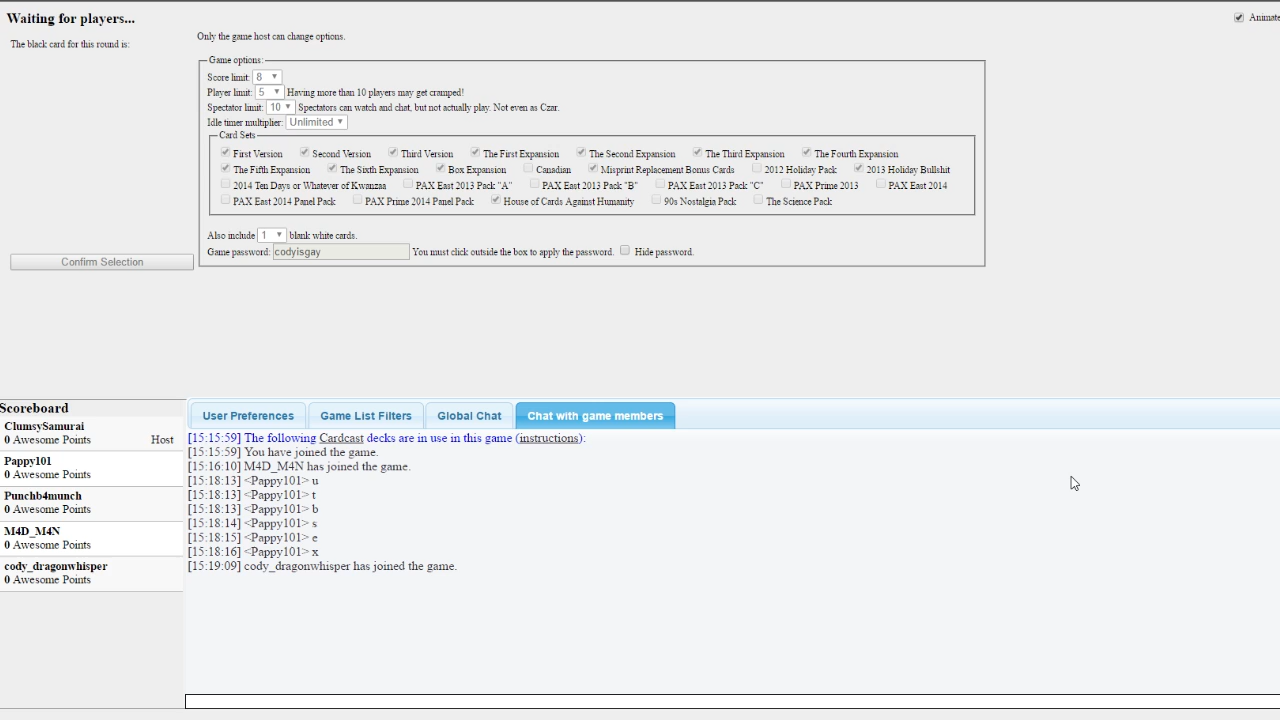 Waiting for players...
Animate
The black card for this round is:
Only the game host can change options.
Game options:
Score limit: 8
Player limit: 5 Having more than 10 players may get cramped!
Spectator limit: 10 Spectators can watch and chat, but not actually play. Not even as Czar.
Idle timer multiplier: Unlimited
Card Sets
First Version Second Version Third Version The First Expansion The Second Expansion The Third Expansion The Fourth Expansion
The Fifth Expansion The Sixth Expansion Box Expansion Canadian Misprint Replacement Bonus Cards 2012 Holiday Pack 2013 Holiday Bullshit
2014 Ten Days or Whatever of Kwanzaa PAX East 2013 Pack "A" PAX East 2013 Pack "B" PAX East 2013 Pack "C" PAX Prime 2013 PAX East 2014
PAX East 2014 Panel Pack PAX Prime 2014 Panel Pack House of Cards Against Humanity 90s Nostalgia Pack The Science Pack
Also include 1 blank white cards.
Game password: codyisgay You must click outside the box to apply the password. Hide password.
Confirm Selection
Scoreboard
ClumsySamurai
0 Awesome Points Host
Pappy101
0 Awesome Points
Punchb4munch
0 Awesome Points
M4D_M4N
0 Awesome Points
cody_dragonwhisper
0 Awesome Points
User Preferences Game List Filters Global Chat Chat with game members
[15:15:59] The following Cardcast decks are in use in this game (instructions):
[15:15:59] You have joined the game.
[15:16:10] M4D_M4N has joined the game.
[15:18:13] <Pappy101> u
[15:18:13] <Pappy101> t
[15:18:13] <Pappy101> b
[15:18:14] <Pappy101> s
[15:18:15] <Pappy101> e
[15:18:16] <Pappy101> x
[15:19:09] cody_dragonwhisper has joined the game.